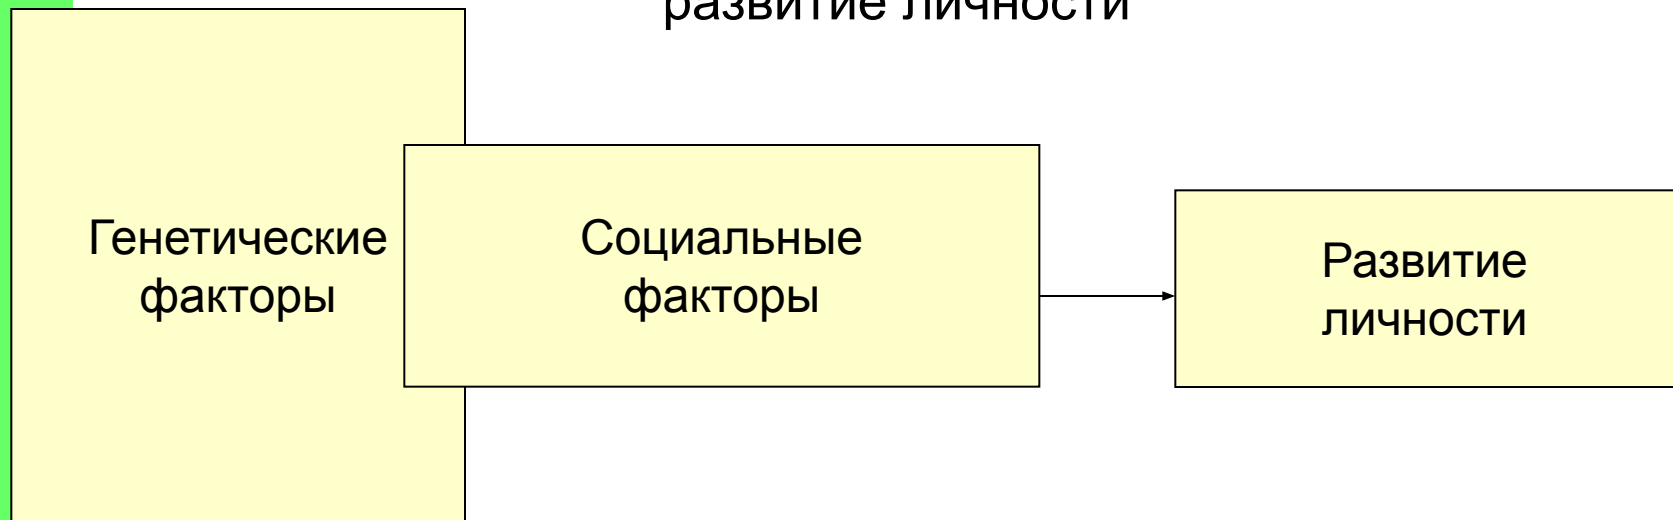 развитие личности
Генетические
факторы
Социальные
факторы
Развитие
личности